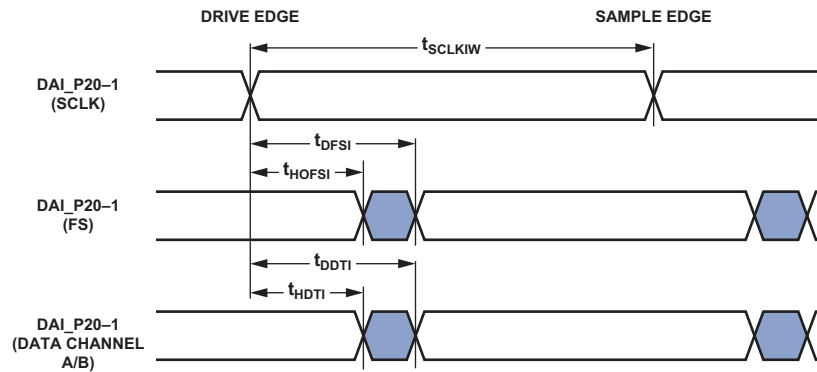 DRIVE EDGE
SAMPLE EDGE
tSCLKIW
DAI_P20–1
(SCLK)
tDFSI
tHOFSI
DAI_P20–1
(FS)
tDDTI
tHDTI
DAI_P20–1
(DATA CHANNEL
A/B)